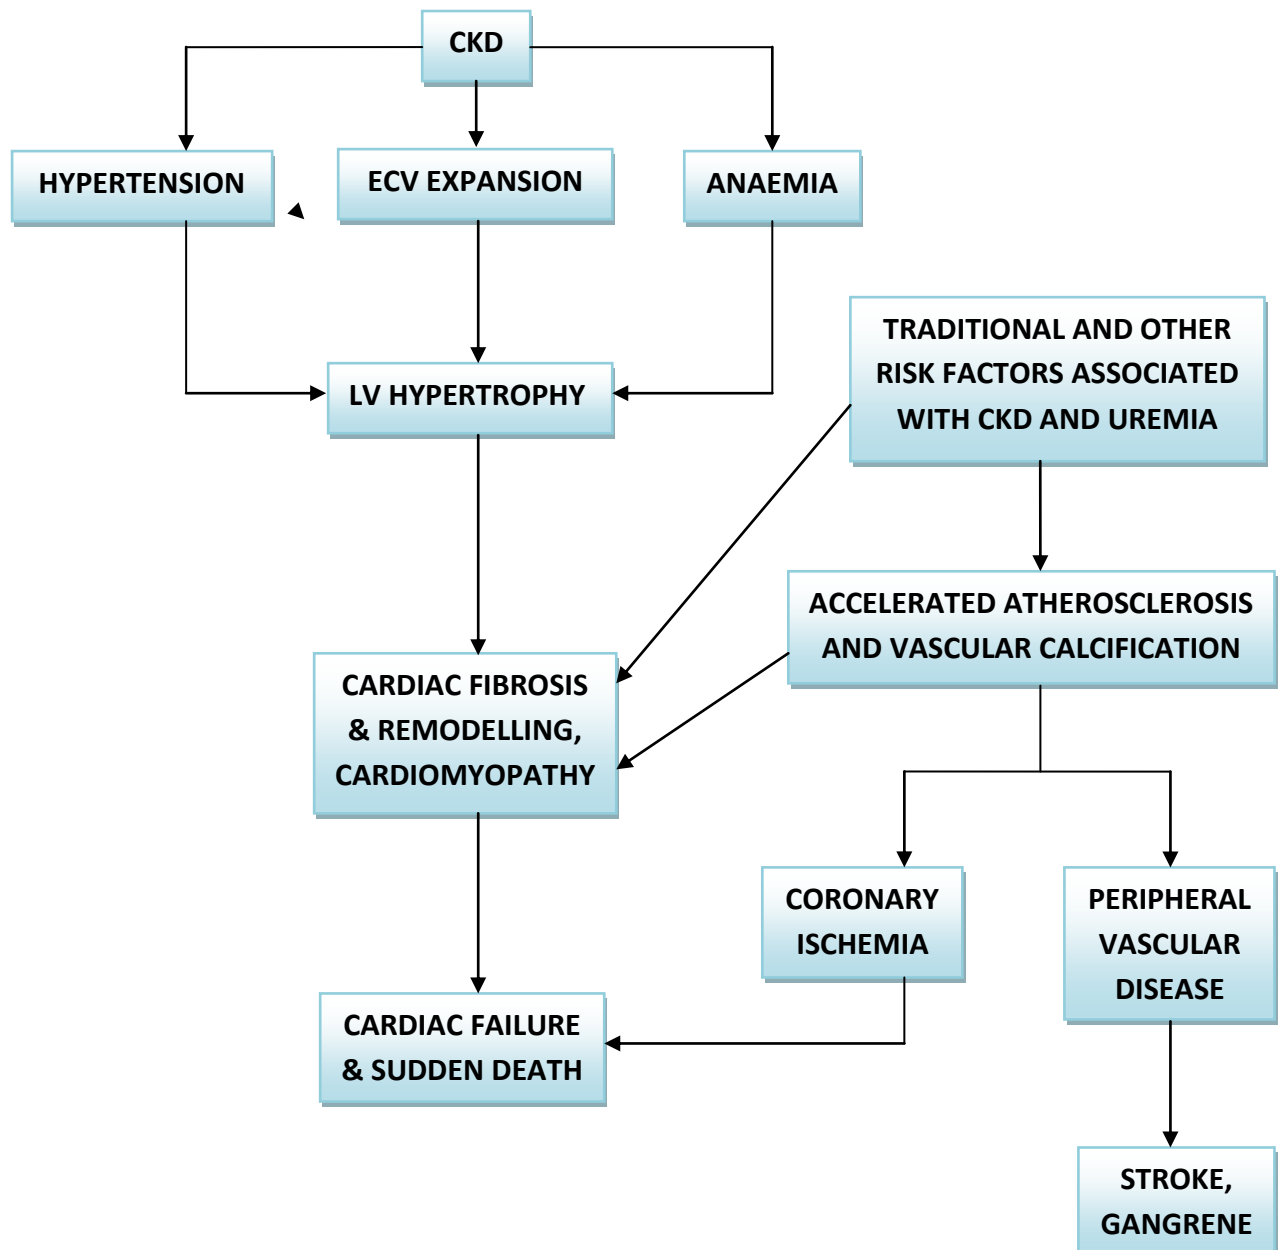 CKD
HYPERTENSION
ECV EXPANSION
ANAEMIA
TRADITIONAL AND OTHER
RISK FACTORS ASSOCIATED
WITH CKD AND UREMIA
LV HYPERTROPHY
ACCELERATED ATHEROSCLEROSIS
AND VASCULAR CALCIFICATION
CARDIAC FIBROSIS
& REMODELLING,
CARDIOMYOPATHY
CORONARY
ISCHEMIA
PERIPHERAL
VASCULAR
DISEASE
CARDIAC FAILURE
& SUDDEN DEATH
STROKE,
GANGRENE